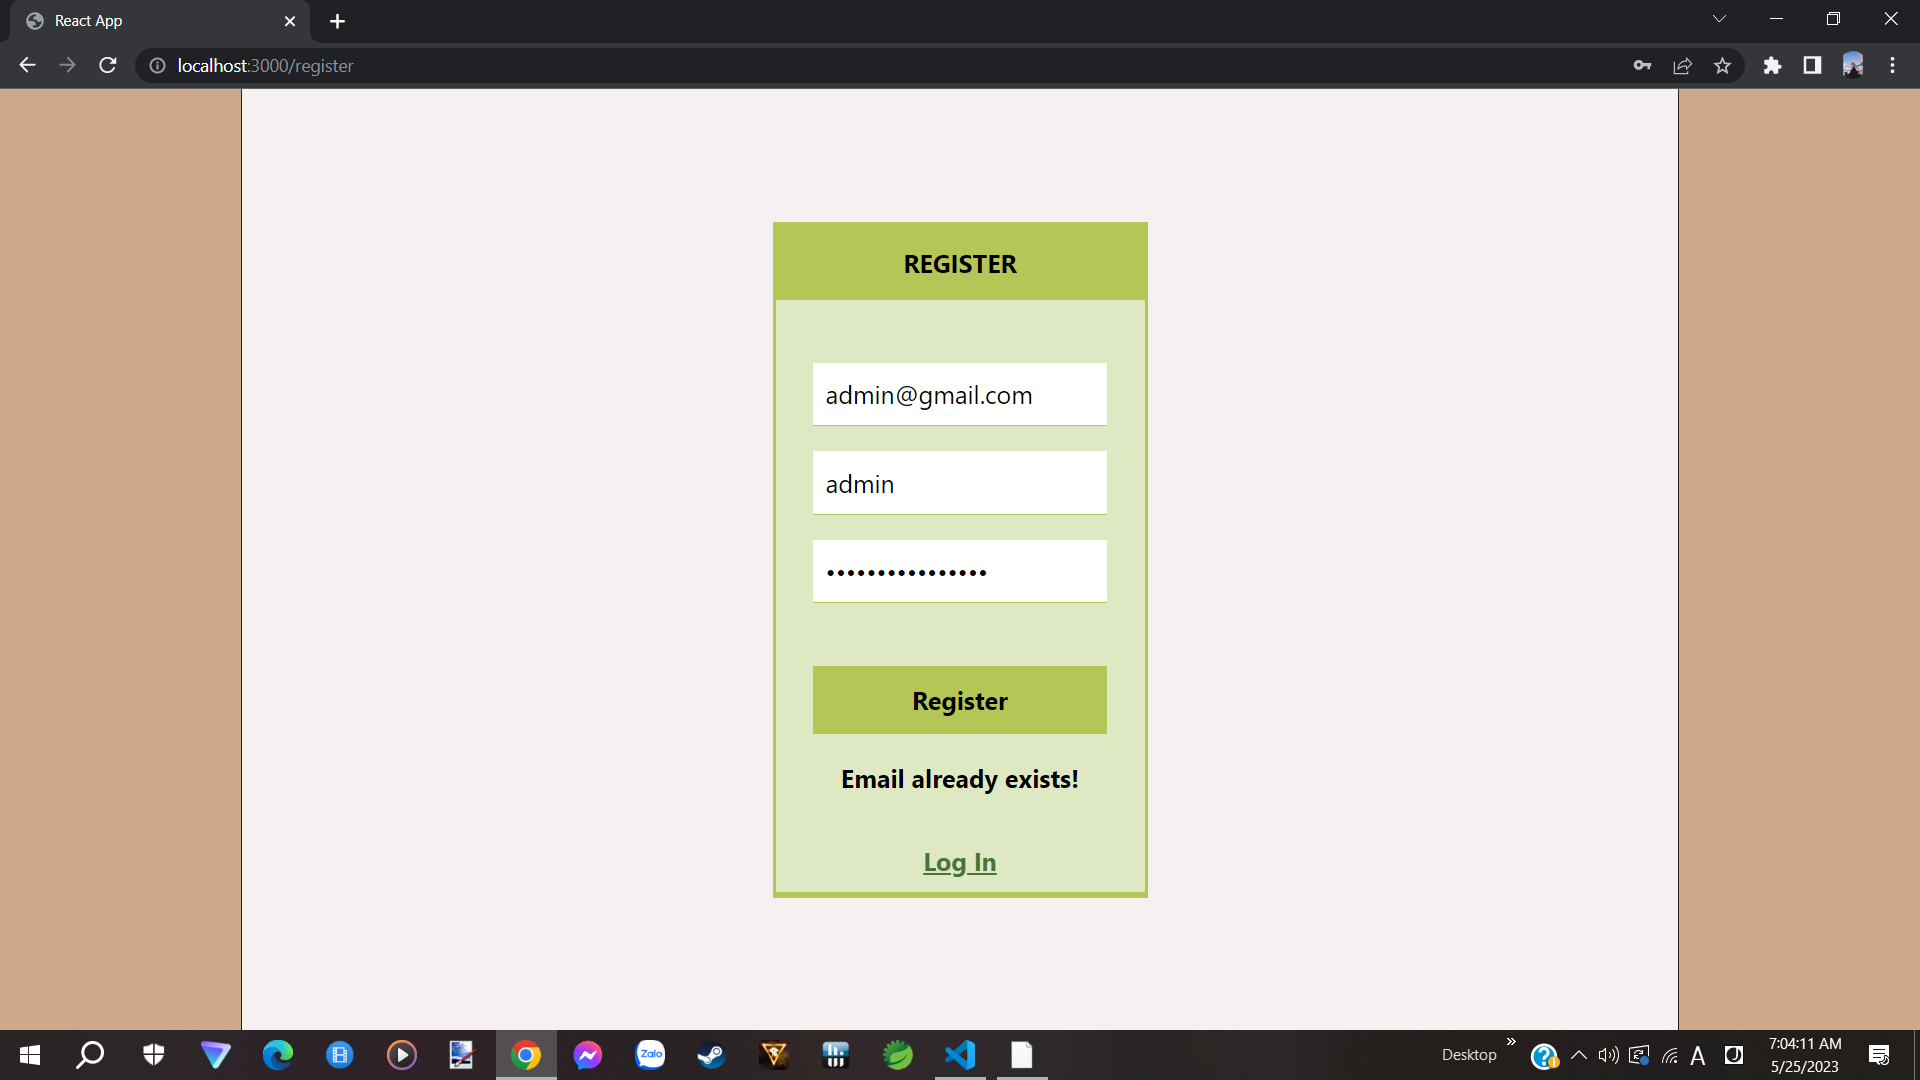 React App
localhost:3000/register
REGISTER
admin@gmail.com
admin
••••••••••••••••
Register
Email already exists!
Log In
Zalo
Desktop
A
7:04:11 AM
5/25/2023